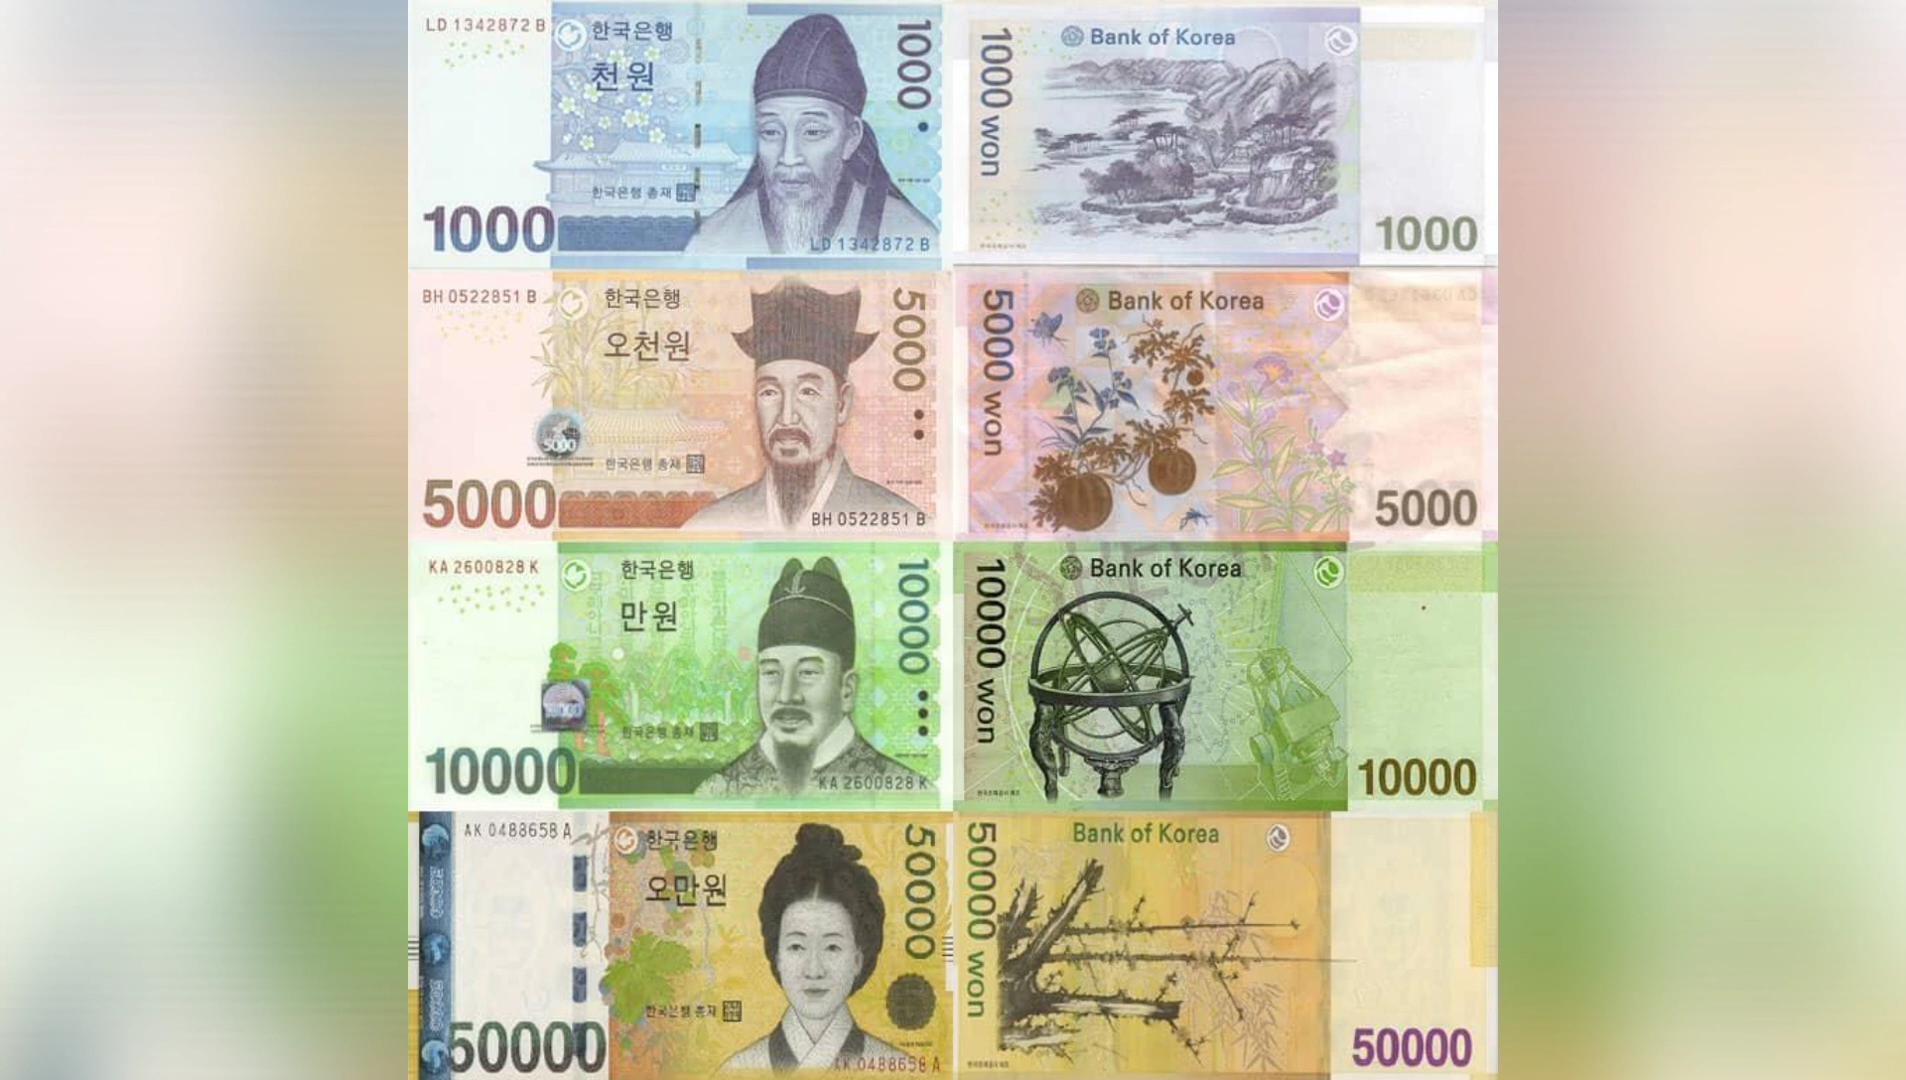 LD 1342872 B
한국은행
천원
1000
한국은행 총재
1000
LD 1342872 B
Bank of Korea
1000 won
1000
BH 0522851 B
한국은행
오천원
5000
5000
한국은행 총재
5000
BH 0522851 B
Bank of Korea
5000 won
5000
KA 2600828 K
한국은행
만원
10000
한국은행 총재
10000
KA 2600828 K
Bank of Korea
10000 won
10000
AK 0488658 A
한국은행
오만원
50000
한국은행 총재
50000
AK 0488658 A
Bank of Korea
50000 won
50000